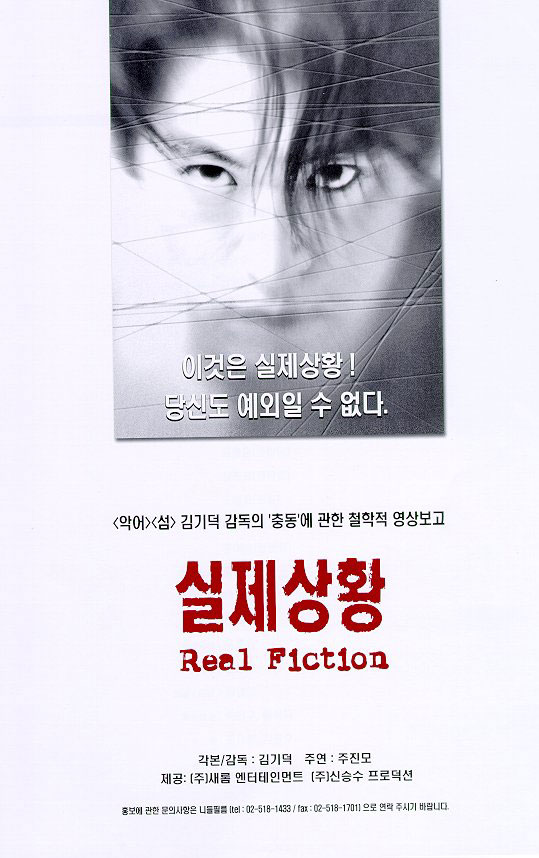 이것은 실제상황!
당신도 예외일 수 없다.
<악어><섬> 김기덕 감독의 '충동'에 관한 철학적 영상보고
실제상황
Real Fiction
각본/감독 : 김기덕 주연 : 주진모
제공: (주)새롬 엔터테인먼트 (주)신승수 프로덕션
홍보에 관한 문의사항은 니들필름 (tel : 02-518-1433 / fax : 02-518-1701) 으로 연락 주시기 바랍니다.